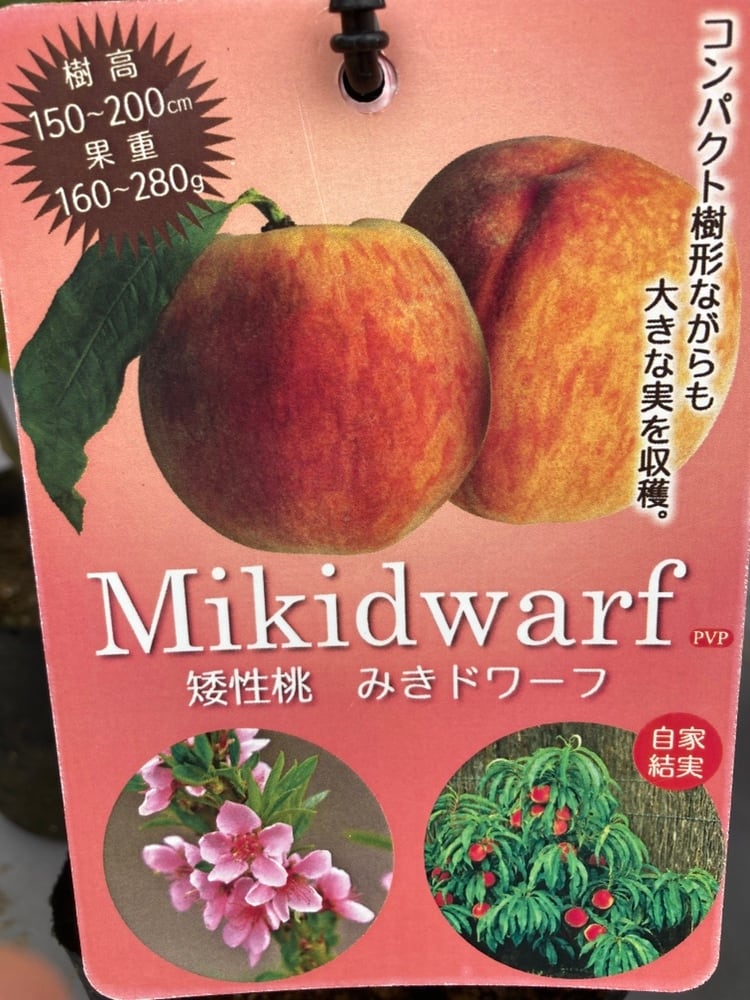 樹高
150~200cm
果重
160~280g
コンパクト樹形ながらも
大きな実を収穫。
Mikidwarf PVP
矮性桃 みきドワーフ
自家
結実